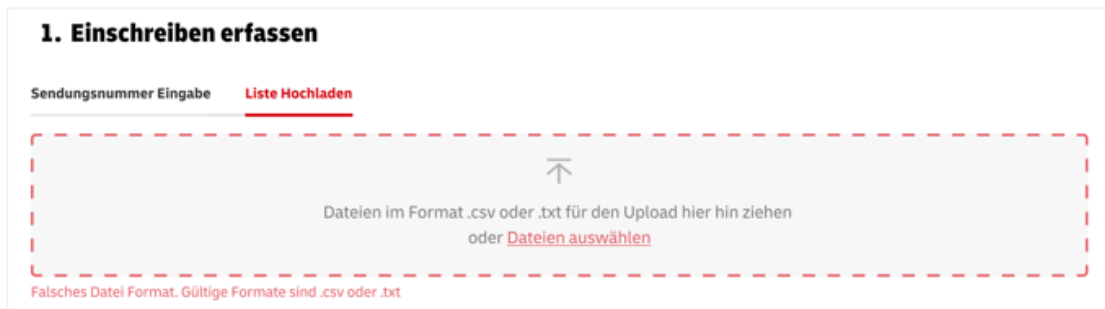 1. Einschreiben erfassen
Sendungsnummer Eingabe Liste Hochladen
Dateien im Format .csv oder .txt für den Upload hier hin ziehen
oder Dateien auswählen
Falsches Datei Format. Gültige Formate sind .csv oder .txt